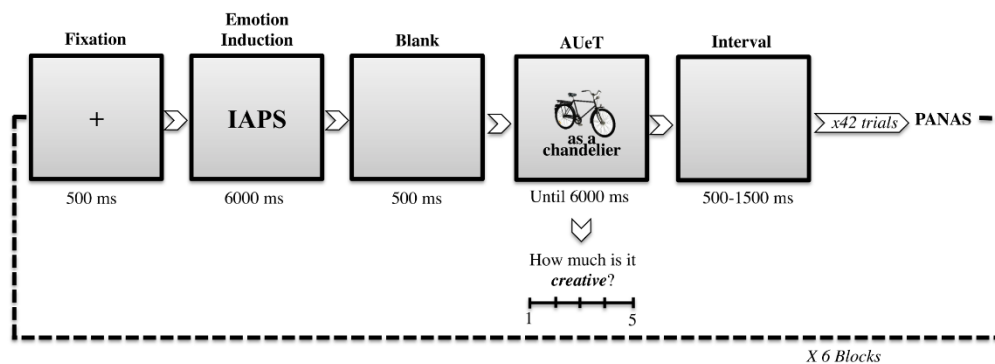 Fixation
Emotion
Induction
Blank
AUeT
Interval
+
IAPS
as a
chandelier
x42 trials
PANAS
500 ms
6000 ms
500 ms
Until 6000 ms
500-1500 ms
How much is it
creative?
1 5
X 6 Blocks